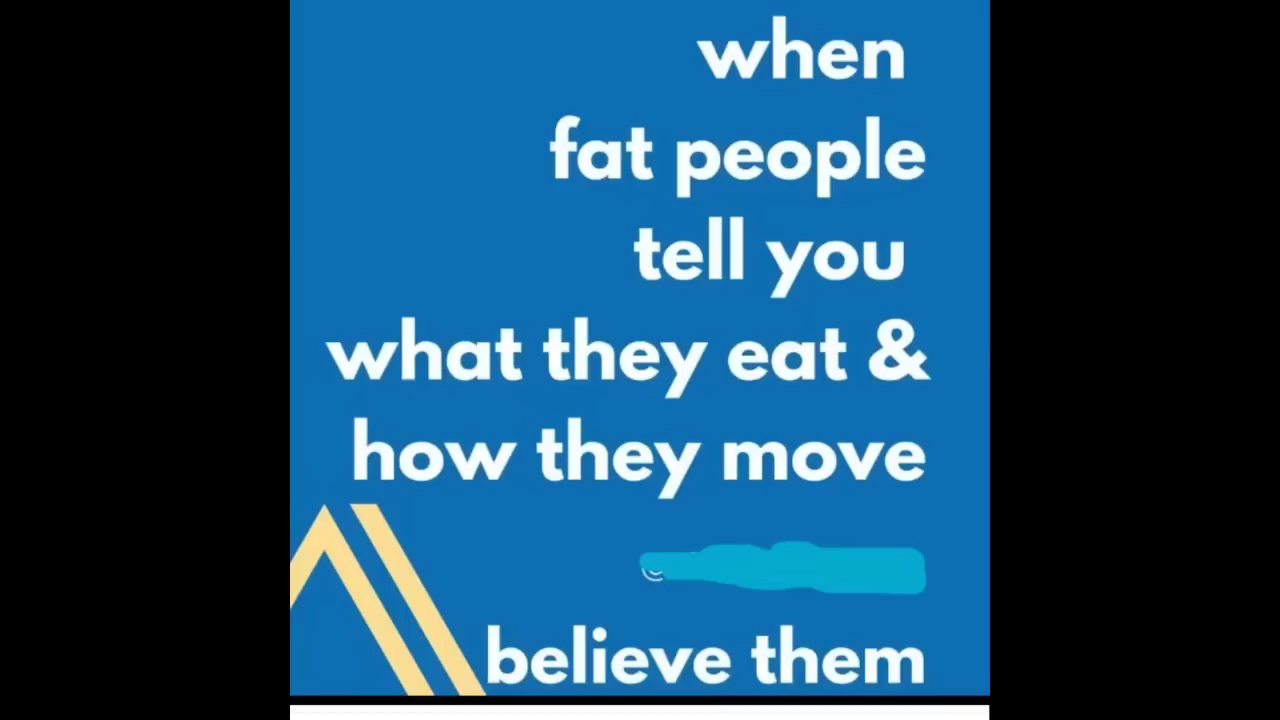 when
fat people
tell you
what they eat &
how they move
believe them